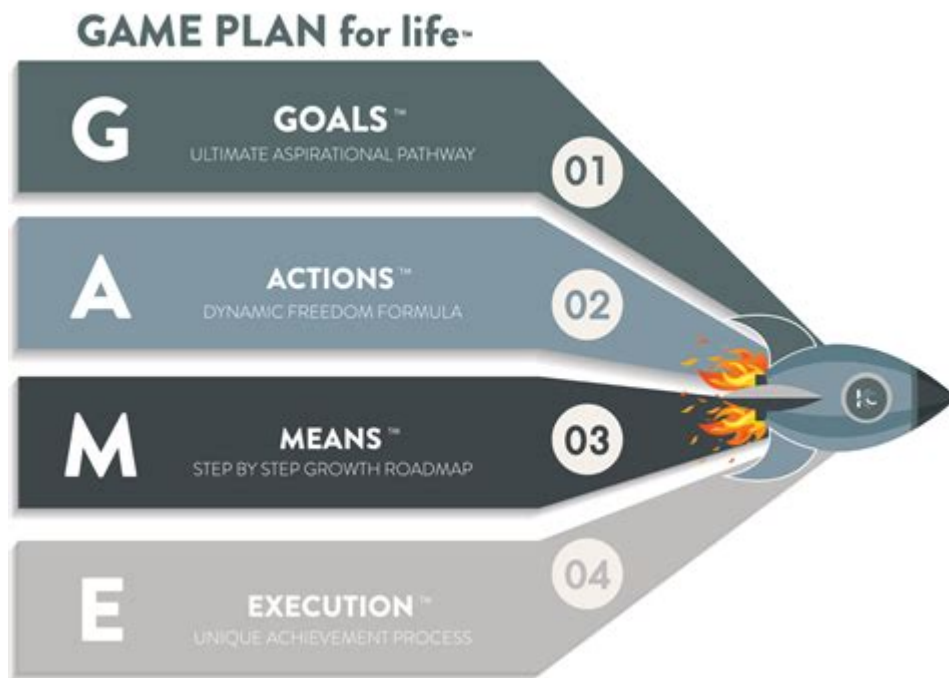 GAME PLAN for life™
G
GOALS™
ULTIMATE ASPIRATIONAL PATHWAY
01
A
ACTIONS™
DYNAMIC FREEDOM FORMULA
02
M
MEANS™
STEP BY STEP GROWTH ROADMAP
03
E
EXECUTION™
UNIQUE ACHIEVEMENT PROCESS
04